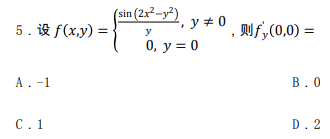 5．设 f(x,y) = { sin (2x²−y²) / y, y ≠ 0 ; 0, y = 0 ，则f'y(0,0) =
A．-1 B．0
C．1 D．2